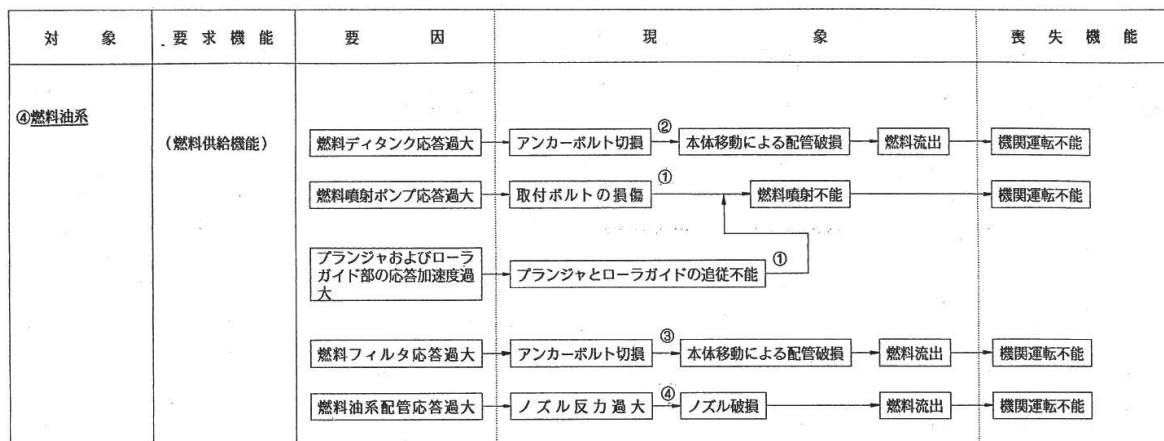 対象 要求機能 要因 現象 喪失機能
④燃料油系
(燃料供給機能)
燃料ディタンク応答過大 アンカーボルト切損 ② 本体移動による配管破損 燃料流出 機関運転不能
燃料噴射ポンプ応答過大 取付ボルトの損傷 ① 燃料噴射不能 機関運転不能
プランジャおよびローラ
ガイド部の応答加速度過
大
プランジャとローラガイドの追従不能 ①
燃料フィルタ応答過大 アンカーボルト切損 ③ 本体移動による配管破損 燃料流出 機関運転不能
燃料油系配管応答過大 ノズル反力過大 ④ ノズル破損 燃料流出 機関運転不能